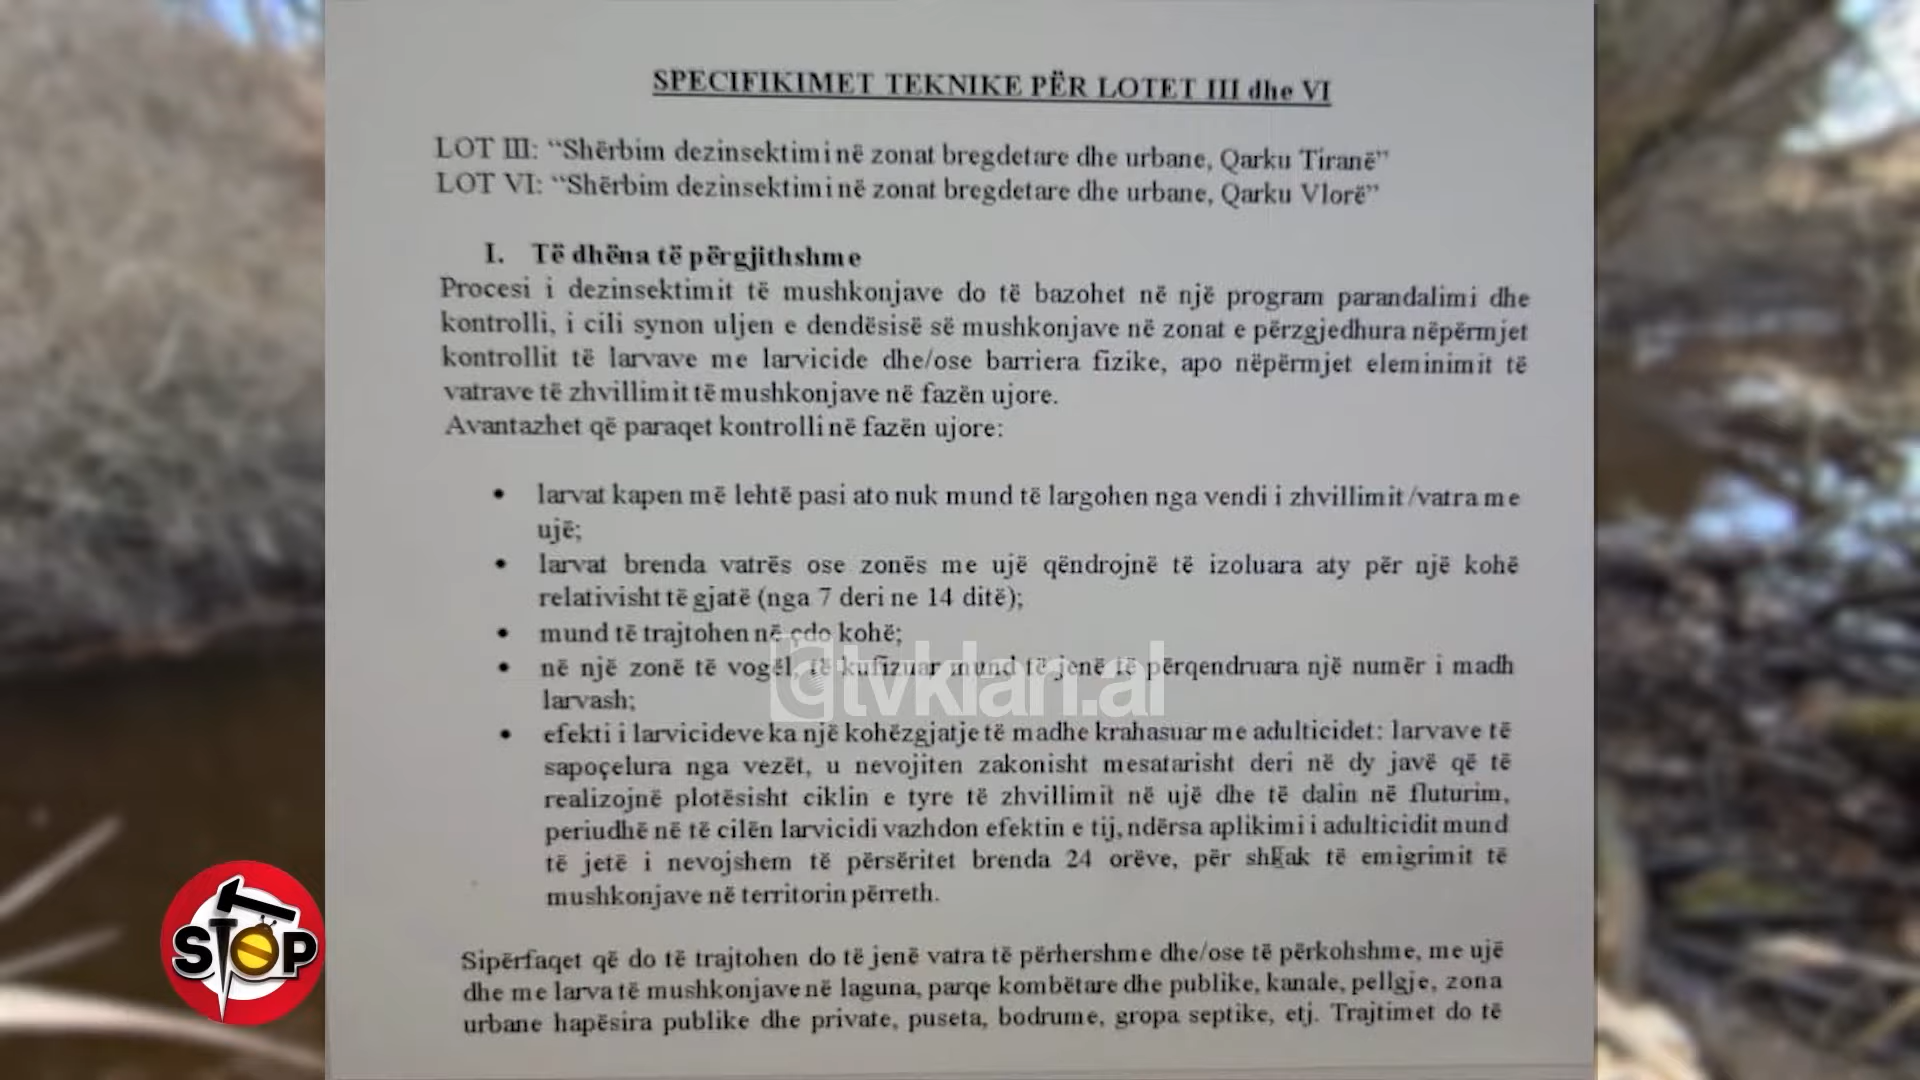 SPECIFIKIMET TEKNIKE PËR LOTET III dhe VI
LOT III: “Shërbim dezinsektimi në zonat bregdetare dhe urbane, Qarku Tiranë”
LOT VI: “Shërbim dezinsektimi në zonat bregdetare dhe urbane, Qarku Vlorë”
I. Të dhëna të përgjithshme
Procesi i dezinsektimit të mushkonjave do të bazohet në një program parandalimi dhe
kontrolli, i cili synon uljen e dendësisë së mushkonjave në zonat e përzgjedhura nëpërmjet
kontrollit të larvave me larvicide dhe/ose barriera fizike, apo nëpërmjet eleminimit të
vatrave të zhvillimit të mushkonjave në fazën ujore.
Avantazhet që paraqet kontrolli në fazën ujore:
• larvat kapen më lehtë pasi ato nuk mund të largohen nga vendi i zhvillimit/vatra me
ujë;
• larvat brenda vatrës ose zonës me ujë qëndrojnë të izoluara aty për një kohë
relativisht të gjatë (nga 7 deri ne 14 ditë);
• mund të trajtohen në çdo kohë;
• në një zonë të vogël, të kufizuar mund të jenë të përqendruara një numër i madh
larvash;
• efekti i larvicideve ka një kohëzgjatje të madhe krahasuar me adulticidet: larvave të
sapoçelura nga vezët, u nevojiten zakonisht mesatarisht deri në dy javë që të
realizojnë plotësisht ciklin e tyre të zhvillimit në ujë dhe të dalin në fluturim,
periudhë në të cilën larvicidi vazhdon efektin e tij, ndërsa aplikimi i adulticidit mund
të jetë i nevojshem të përsëritet brenda 24 orëve, për shkak të emigrimit të
mushkonjave në territorin përreth.
Sipërfaqet që do të trajtohen do të jenë vatra të përhershme dhe/ose të përkohshme, me ujë
dhe me larva të mushkonjave në laguna, parqe kombëtare dhe publike, kanale, pellgje, zona
urbane hapësira publike dhe private, puseta, bodrume, gropa septike, etj. Trajtimet do të
tvklan.al
STOP